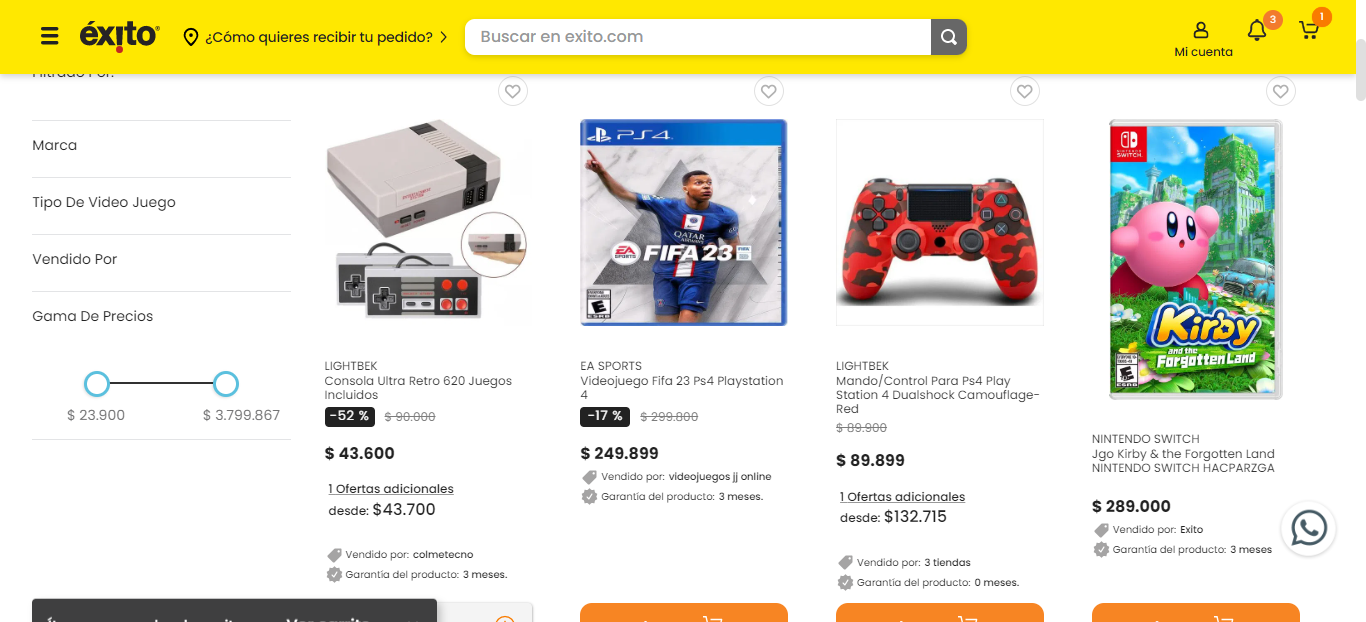 éxito
¿Cómo quieres recibir tu pedido?
Buscar en exito.com
Mi cuenta
3
1
Filtrado Por:
Marca
Tipo De Video Juego
Vendido Por
Gama De Precios
$ 23.900
$ 3.799.867
LIGHTBEK
Consola Ultra Retro 620 Juegos
Incluidos
-52 % $ 90.000
$ 43.600
1 Ofertas adicionales
desde: $43.700
Vendido por: colmetecno
Garantía del producto: 3 meses.
PS4
QATAR
AIRWAYS
EA
SPORTS
FIFA 23
E
EA SPORTS
Videojuego Fifa 23 Ps4 Playstation
4
-17 % $ 299.800
$ 249.899
Vendido por: videojuegos jj online
Garantía del producto: 3 meses.
LIGHTBEK
Mando/Control Para Ps4 Play
Station 4 Dualshock Camouflage-
Red
$ 89.900
$ 89.899
1 Ofertas adicionales
desde: $132.715
Vendido por: 3 tiendas
Garantía del producto: 0 meses.
NINTENDO
SWITCH
Kirby
and the
Forgotten Land
E
NINTENDO SWITCH
Jgo Kirby & the Forgotten Land
NINTENDO SWITCH HACPARZGA
$ 289.000
Vendido por: Exito
Garantía del producto: 3 meses